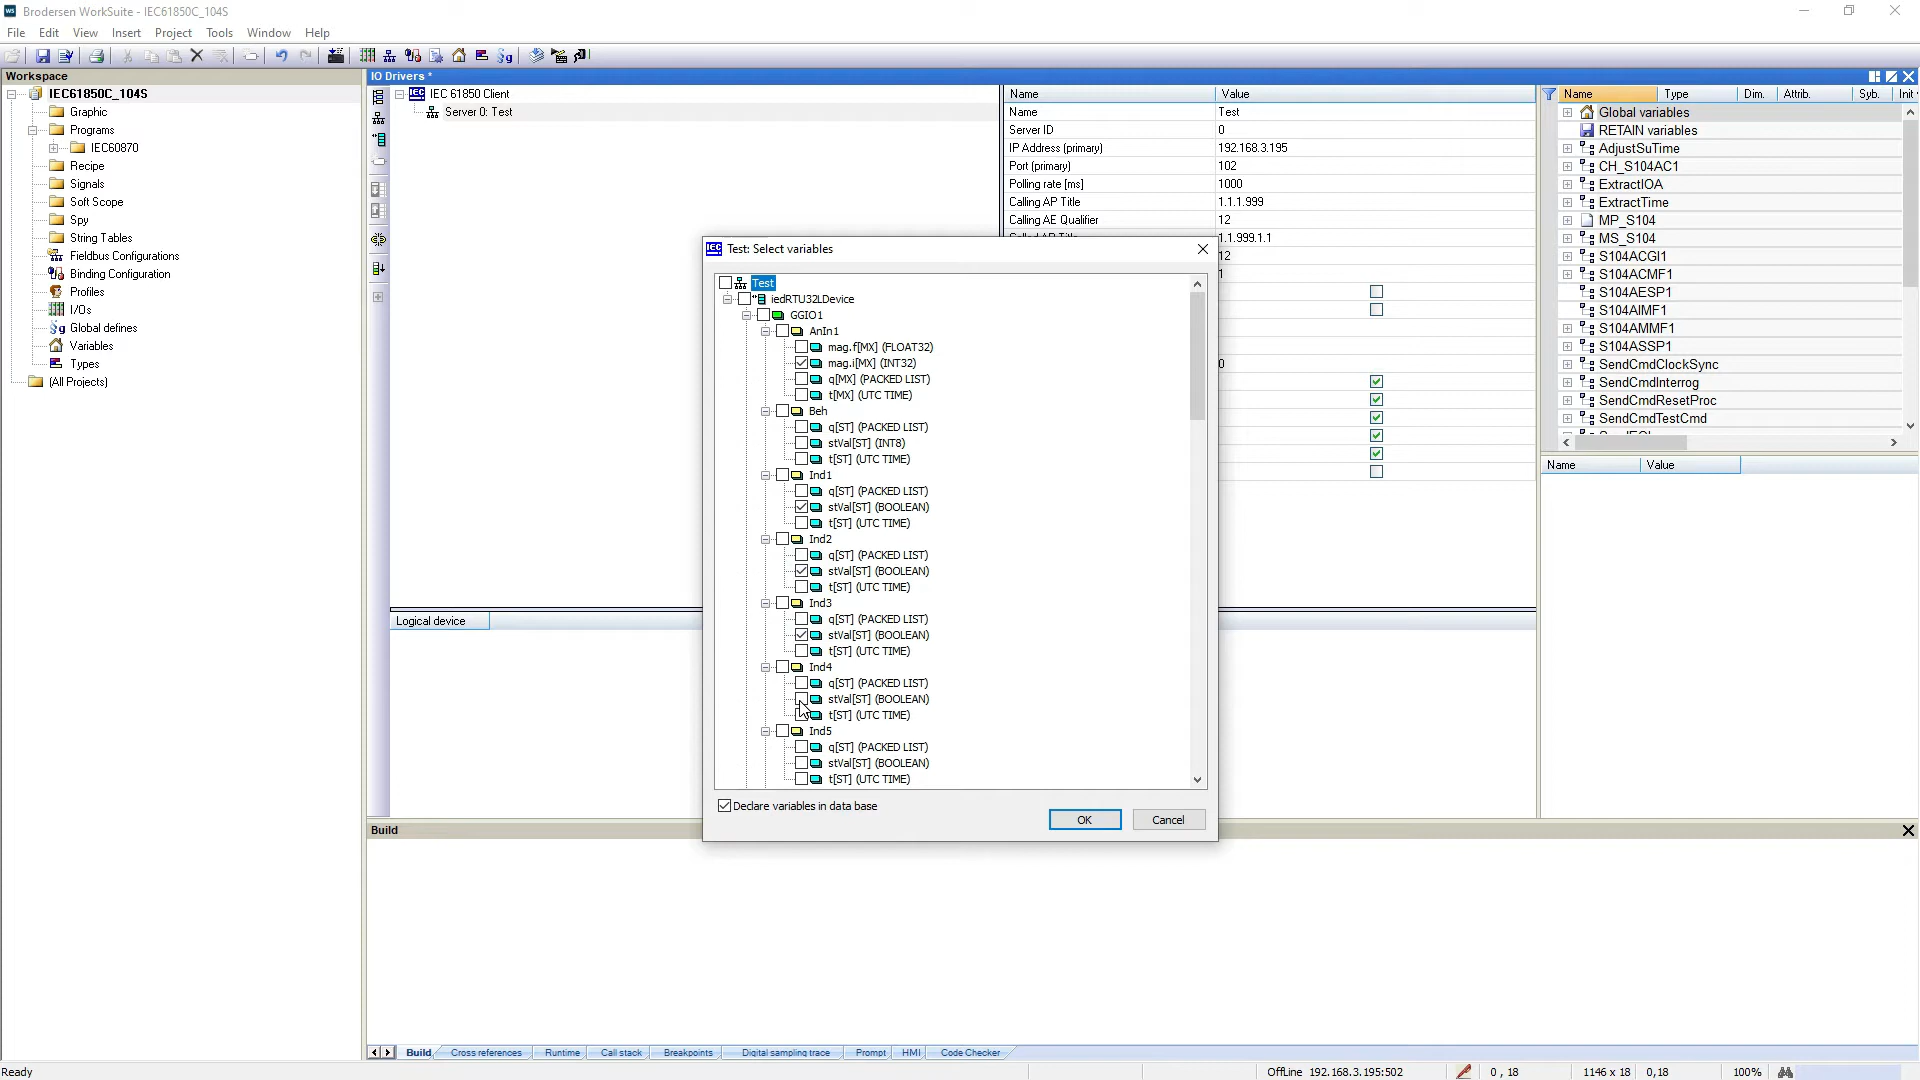 Brodersen WorkSuite - IEC61850C_104S
File Edit View Insert Project Tools Window Help
Workspace
IEC61850C_104S
Graphic
Programs
IEC60870
Recipe
Signals
Soft Scope
Spy
String Tables
Fieldbus Configurations
Binding Configuration
Profiles
I/Os
Global defines
Variables
Types
(All Projects)
IO Drivers *
IEC 61850 Client
Server 0: Test
Name Value
Name Test
Server ID 0
IP Address (primary) 192.168.3.195
Port (primary) 102
Polling rate [ms] 1000
Calling AP Title 1.1.1.999
Calling AE Qualifier 12
1.1.999.1.1
12
1
0
Logical device
Test: Select variables
Test
iedRTU32LDevice
GGIO1
AnIn1
mag.f[MX] (FLOAT32)
mag.i[MX] (INT32)
q[MX] (PACKED LIST)
t[MX] (UTC TIME)
Beh
q[ST] (PACKED LIST)
stVal[ST] (INT8)
t[ST] (UTC TIME)
Ind1
q[ST] (PACKED LIST)
stVal[ST] (BOOLEAN)
t[ST] (UTC TIME)
Ind2
q[ST] (PACKED LIST)
stVal[ST] (BOOLEAN)
t[ST] (UTC TIME)
Ind3
q[ST] (PACKED LIST)
stVal[ST] (BOOLEAN)
t[ST] (UTC TIME)
Ind4
q[ST] (PACKED LIST)
stVal[ST] (BOOLEAN)
t[ST] (UTC TIME)
Ind5
q[ST] (PACKED LIST)
stVal[ST] (BOOLEAN)
t[ST] (UTC TIME)
Declare variables in data base
OK Cancel
Name Type Dim. Attrib. Syb. Init
Global variables
RETAIN variables
AdjustSuTime
CH_S104AC1
ExtractIOA
ExtractTime
MP_S104
MS_S104
S104ACGI1
S104ACMF1
S104AESP1
S104AIMF1
S104AMMF1
S104ASSP1
SendCmdClockSync
SendCmdInterrog
SendCmdResetProc
SendCmdTestCmd
Name Value
Build
Build Cross references Runtime Call stack Breakpoints Digital sampling trace Prompt HMI Code Checker
Ready OffLine 192.168.3.195:502 0 , 18 1146 x 18 0,18 100%